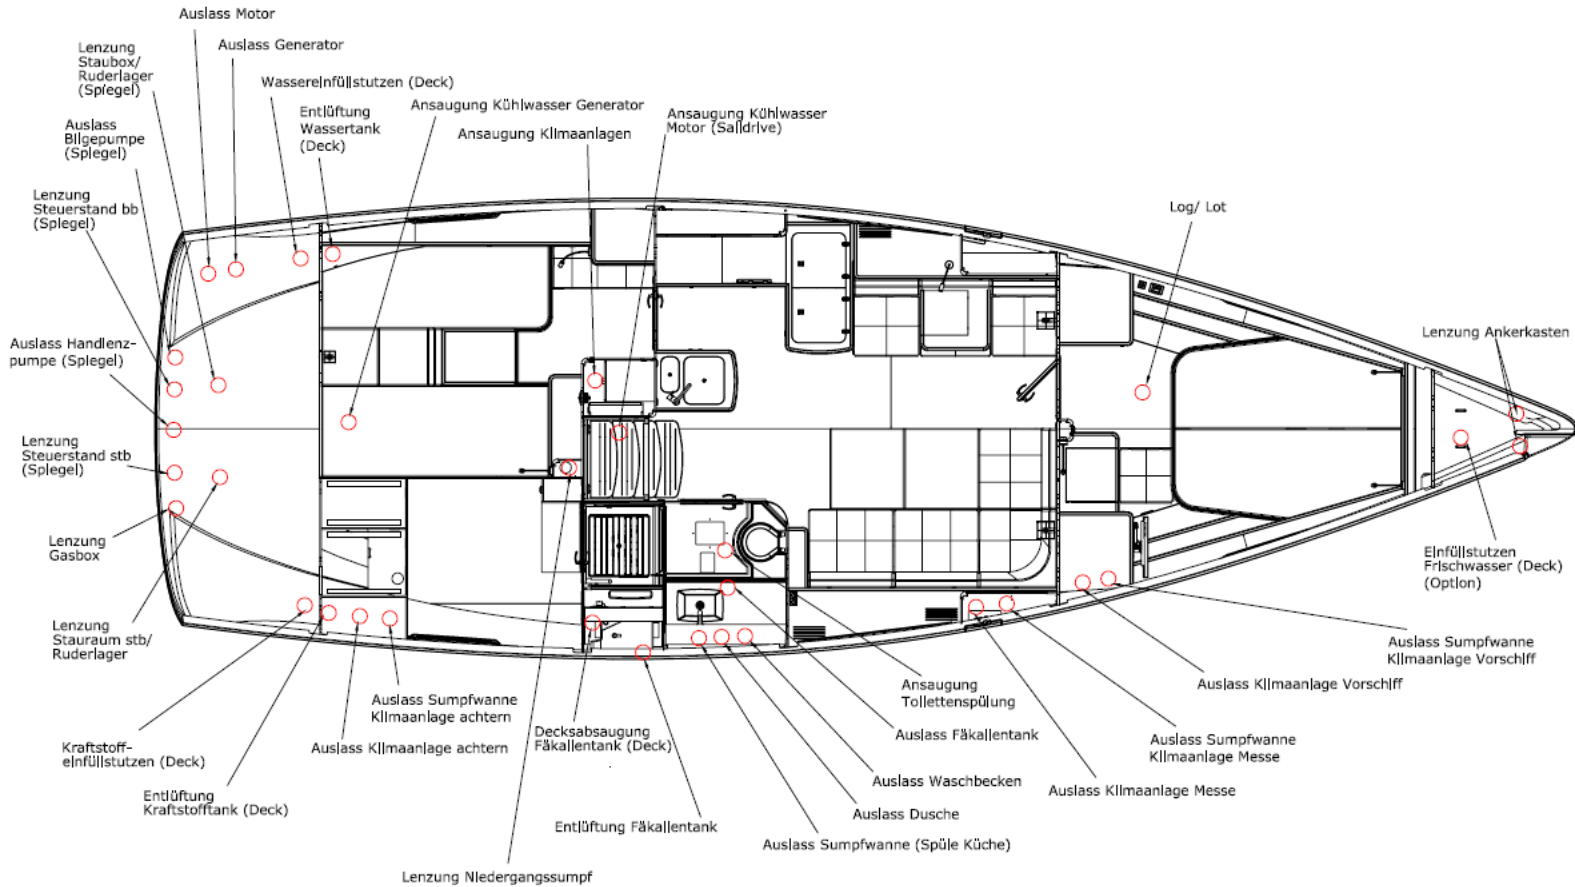 Auslass Motor
Auslass Generator
Lenzung
Staubox/
Ruderlager
(Spiegel)
Wassereinfüllstutzen (Deck)
Ansaugung Kühlwasser Generator
Entlüftung
Wassertank
(Deck)
Ansaugung Klimaanlagen
Ansaugung Kühlwasser
Motor (Saildrive)
Auslass
Bilgepumpe
(Spiegel)
Lenzung
Steuerstand bb
(Spiegel)
Log/ Lot
Auslass Handlenz-
pumpe (Spiegel)
Lenzung Ankerkasten
Lenzung
Steuerstand stb
(Spiegel)
Lenzung
Gasbox
Einfüllstutzen
Frischwasser (Deck)
(Option)
Lenzung
Stauraum stb/
Ruderlager
Auslass Sumpfwanne
Klimaanlage Vorschiff
Auslass Klimaanlage Vorschiff
Ansaugung
Toilettenspülung
Auslass Sumpfwanne
Klimaanlage achtern
Auslass Fäkalientank
Decksabsaugung
Fäkalientank (Deck)
Auslass Klimaanlage achtern
Kraftstoff-
einfüllstutzen (Deck)
Auslass Sumpfwanne
Klimaanlage Messe
Auslass Waschbecken
Auslass Klimaanlage Messe
Entlüftung
Kraftstofftank (Deck)
Auslass Dusche
Entlüftung Fäkalientank
Auslass Sumpfwanne (Spüle Küche)
Lenzung Niedergangssumpf